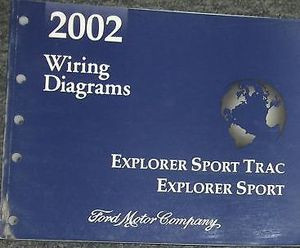 2002
Wiring
Diagrams
EXPLORER SPORT TRAC
EXPLORER SPORT
Ford Motor Company